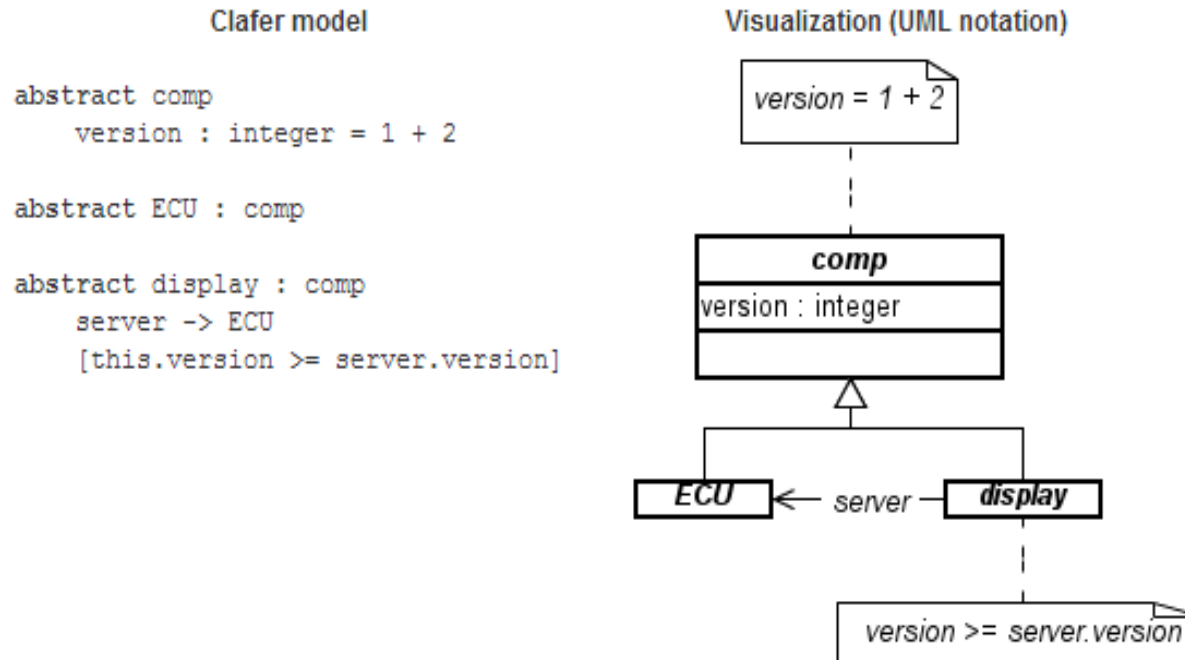 Clafer model
abstract comp
version : integer = 1 + 2
abstract ECU : comp
abstract display : comp
server -> ECU
[this.version >= server.version]
Visualization (UML notation)
version = 1 + 2
comp
version : integer
ECU
server
display
version >= server.version